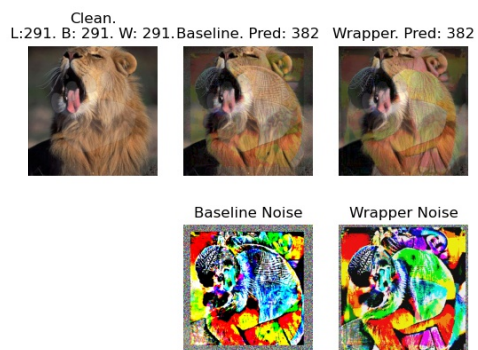 Clean.
L:291. B: 291. W: 291.
Baseline. Pred: 382
Wrapper. Pred: 382
Baseline Noise
Wrapper Noise